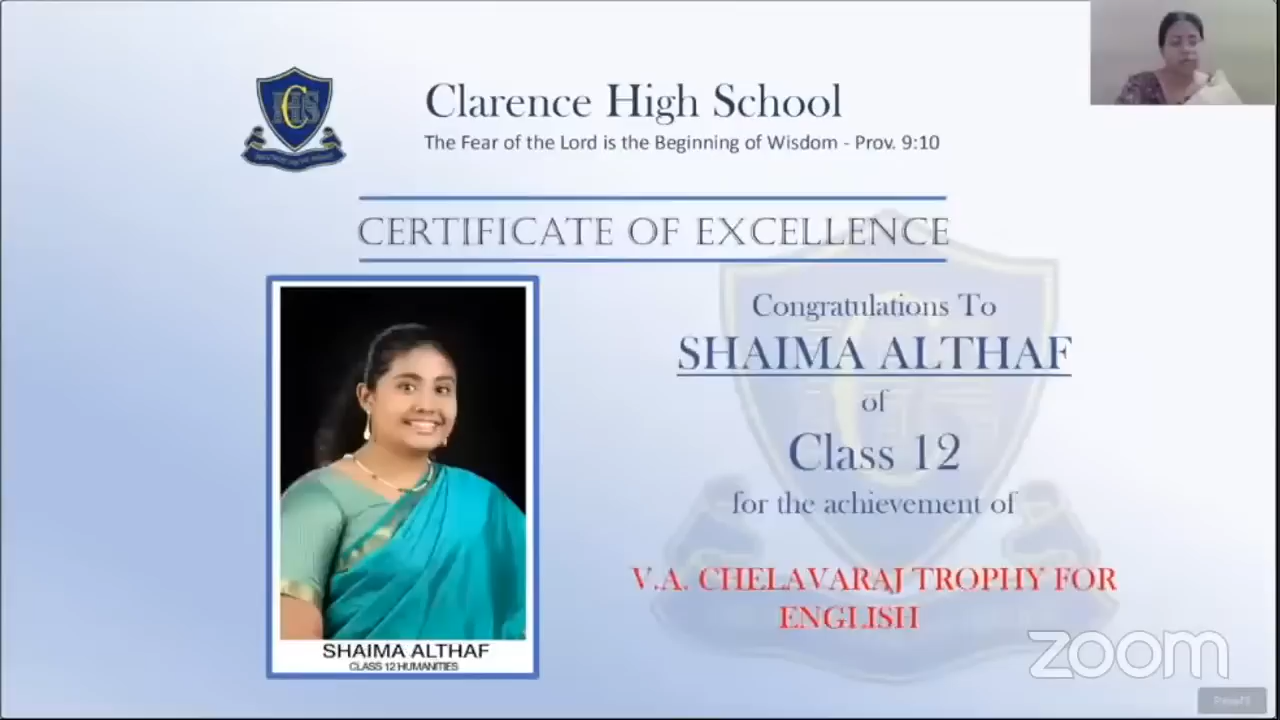 Clarence High School
The Fear of the Lord is the Beginning of Wisdom - Prov. 9:10
CERTIFICATE OF EXCELLENCE
Congratulations To
SHAIMA ALTHAF
of
Class 12
for the achievement of
V.A. CHELAVARAJ TROPHY FOR
ENGLISH
SHAIMA ALTHAF
CLASS 12 HUMANITIES
zoom